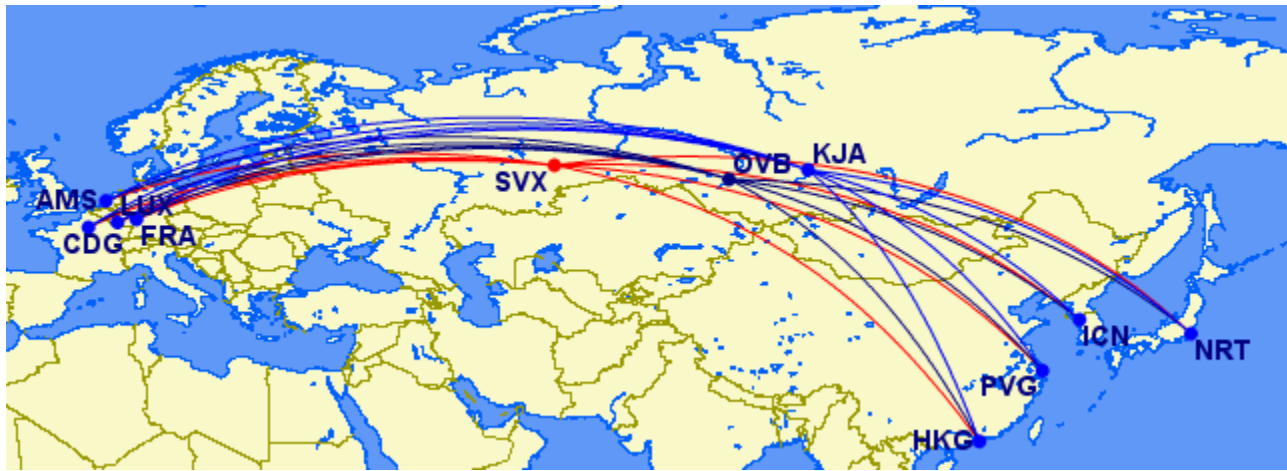 KJA
OVB
SVX
AMS
LUX
CDG
FRA
ICN
NRT
PVG
HKG